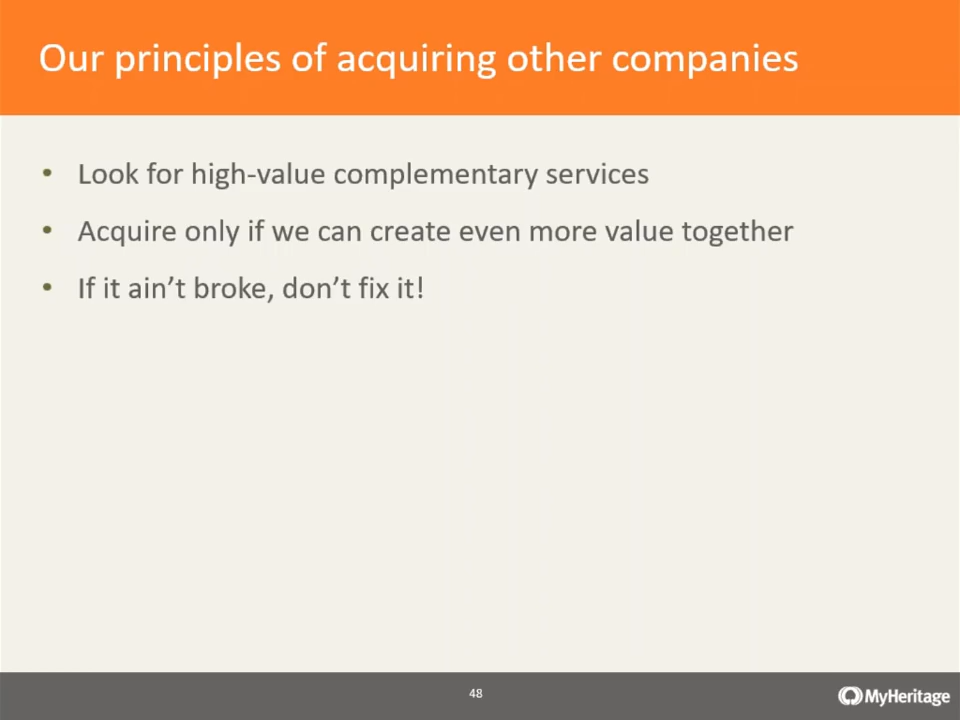 Our principles of acquiring other companies
• Look for high-value complementary services
• Acquire only if we can create even more value together
• If it ain’t broke, don’t fix it!
48
MyHeritage